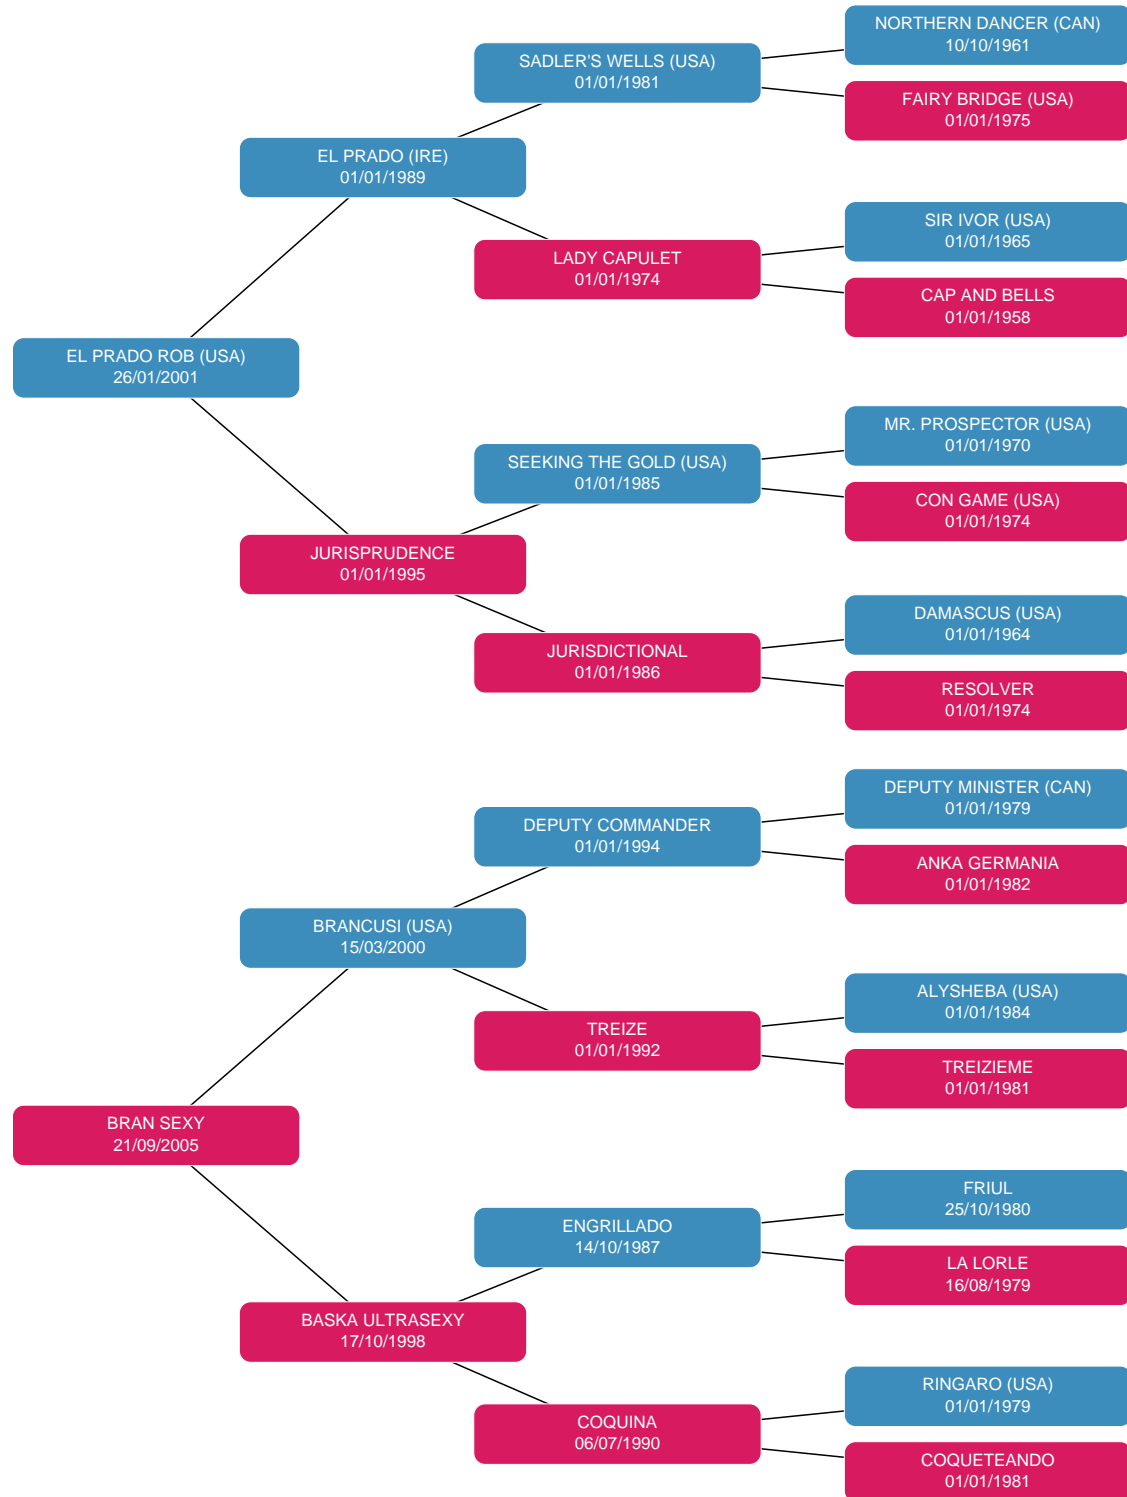 NORTHERN DANCER (CAN)
10/10/1961
SADLER'S WELLS (USA)
01/01/1981
FAIRY BRIDGE (USA)
01/01/1975
EL PRADO (IRE)
01/01/1989
SIR IVOR (USA)
01/01/1965
LADY CAPULET
01/01/1974
CAP AND BELLS
01/01/1958
EL PRADO ROB (USA)
26/01/2001
MR. PROSPECTOR (USA)
01/01/1970
SEEKING THE GOLD (USA)
01/01/1985
CON GAME (USA)
01/01/1974
JURISPRUDENCE
01/01/1995
DAMASCUS (USA)
01/01/1964
JURISDICTIONAL
01/01/1986
RESOLVER
01/01/1974
DEPUTY MINISTER (CAN)
01/01/1979
DEPUTY COMMANDER
01/01/1994
ANKA GERMANIA
01/01/1982
BRANCUSI (USA)
15/03/2000
ALYSHEBA (USA)
01/01/1984
TREIZE
01/01/1992
TREIZIEME
01/01/1981
BRAN SEXY
21/09/2005
FRIUL
25/10/1980
ENGRILLADO
14/10/1987
LA LORLE
16/08/1979
BASKA ULTRASEXY
17/10/1998
RINGARO (USA)
01/01/1979
COQUINA
06/07/1990
COQUETEANDO
01/01/1981